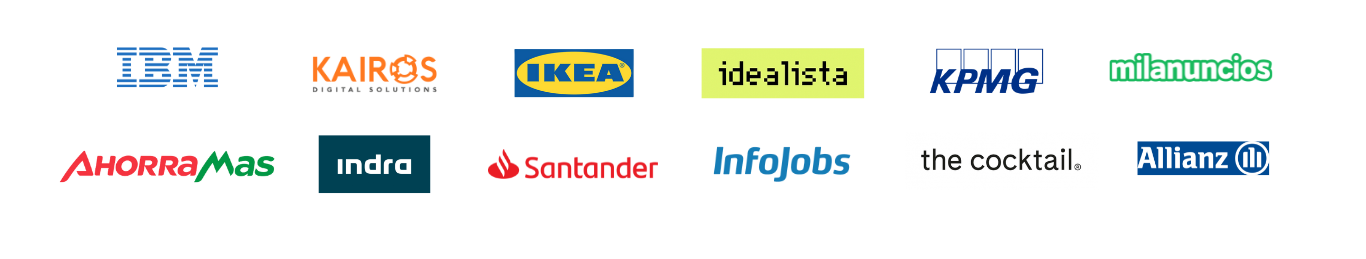 IBM
KAIROS
DIGITAL SOLUTIONS
IKEA®
idealista
KPMG
milanuncios
AHORRAMAS
indra
Santander
InfoJobs
the cocktail®
Allianz